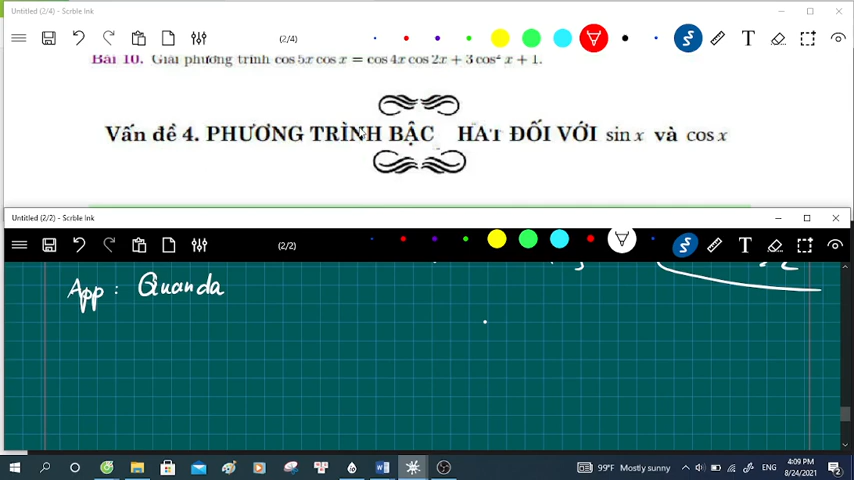 Untitled (2/4) - Scrble Ink
(2/4)
T
Bài 10. Giải phương trình cos 5x cos x = cos 4x cos 2x + 3 cos² x + 1.
Vấn đề 4. PHƯƠNG TRÌNH BẬC HẤT ĐỐI VỚI sin x và cos x
Untitled (2/2) - Scrble Ink
(2/2)
T
App : Quanda
99°F Mostly sunny
ENG
4:09 PM
8/24/2021
2